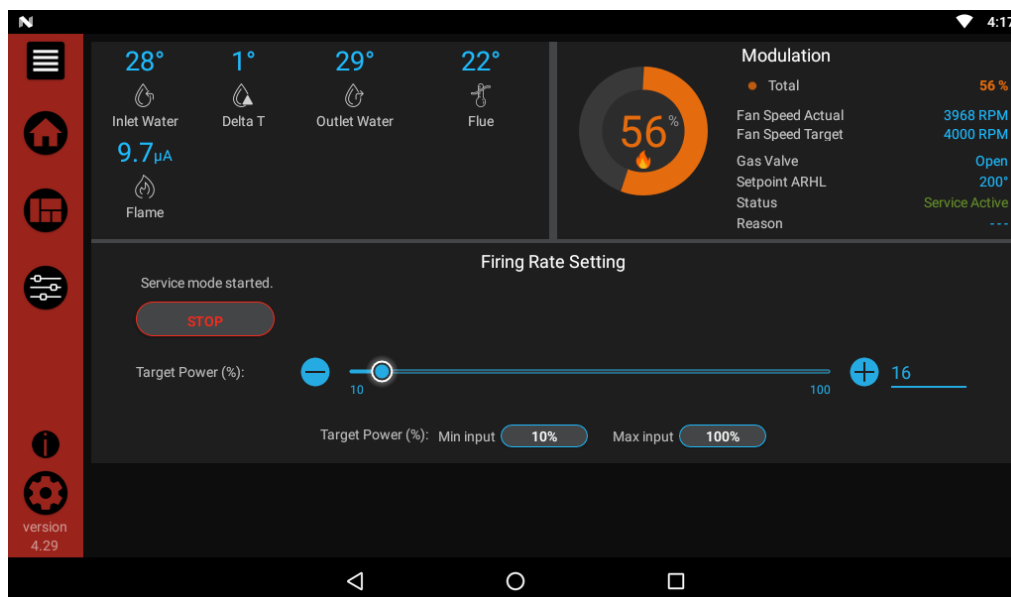 4:17
28° 1° 29° 22°
Inlet Water Delta T Outlet Water Flue
9.7µA
Flame
Modulation
56%
Total 56 %
Fan Speed Actual 3968 RPM
Fan Speed Target 4000 RPM
Gas Valve Open
Setpoint ARHL 200°
Status Service Active
Reason ---
Firing Rate Setting
Service mode started.
STOP
Target Power (%): 16
10 100
Target Power (%): Min input 10% Max input 100%
version
4.29